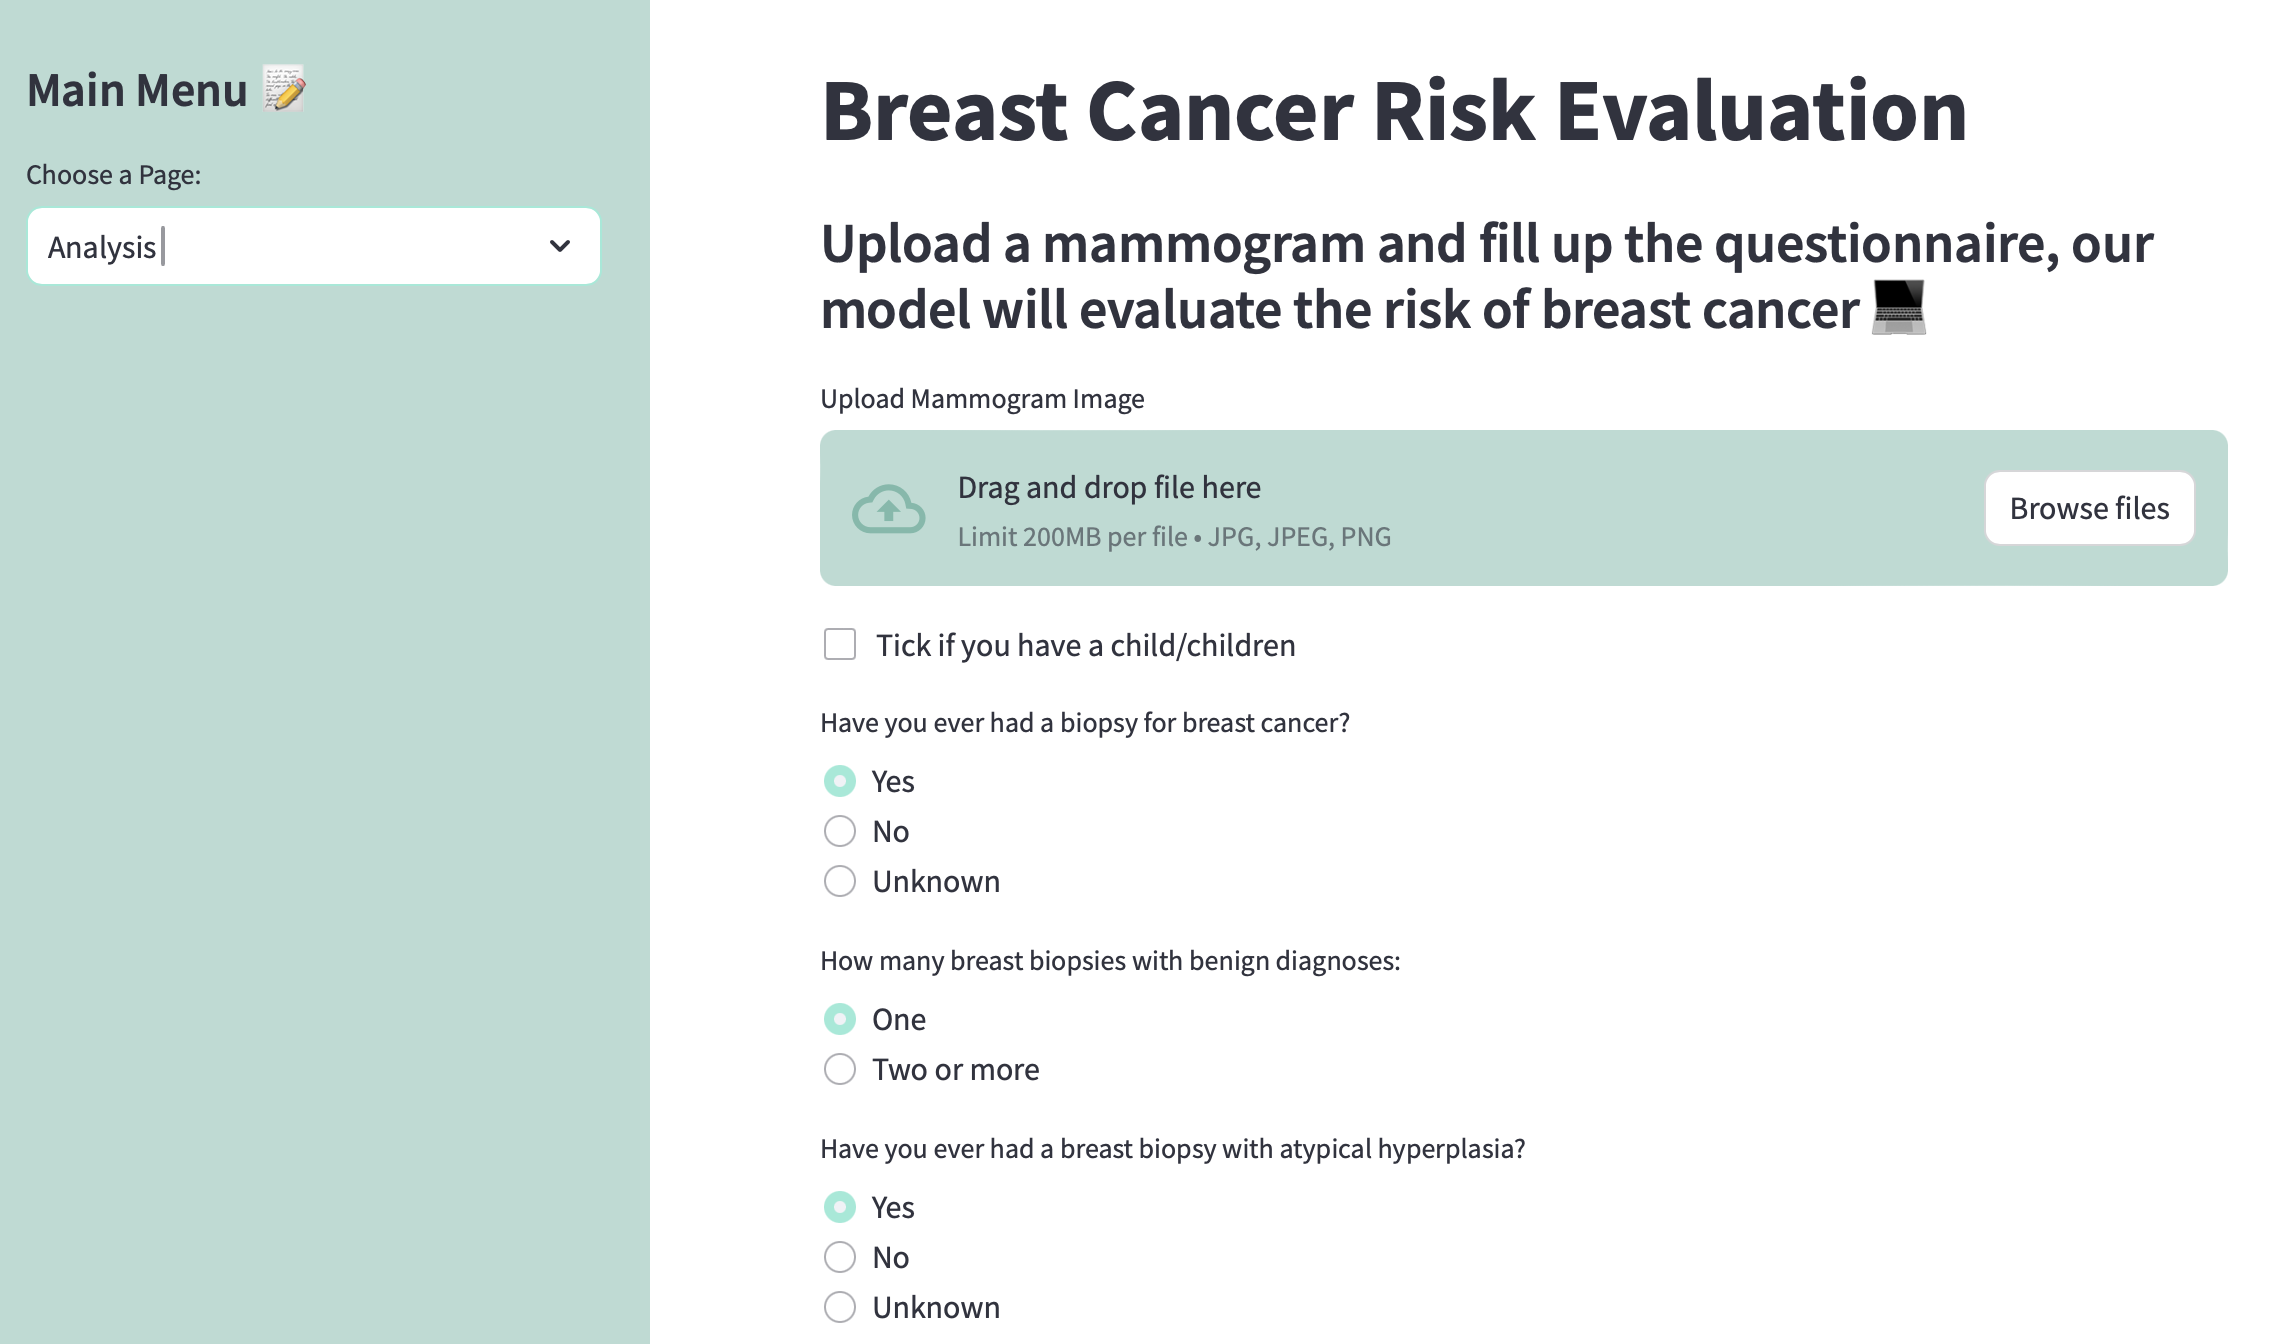 Main Menu 📝
Choose a Page:
Analysis
Breast Cancer Risk Evaluation
Upload a mammogram and fill up the questionnaire, our
model will evaluate the risk of breast cancer 💻
Upload Mammogram Image
Drag and drop file here
Limit 200MB per file • JPG, JPEG, PNG
Browse files
Tick if you have a child/children
Have you ever had a biopsy for breast cancer?
Yes
No
Unknown
How many breast biopsies with benign diagnoses:
One
Two or more
Have you ever had a breast biopsy with atypical hyperplasia?
Yes
No
Unknown